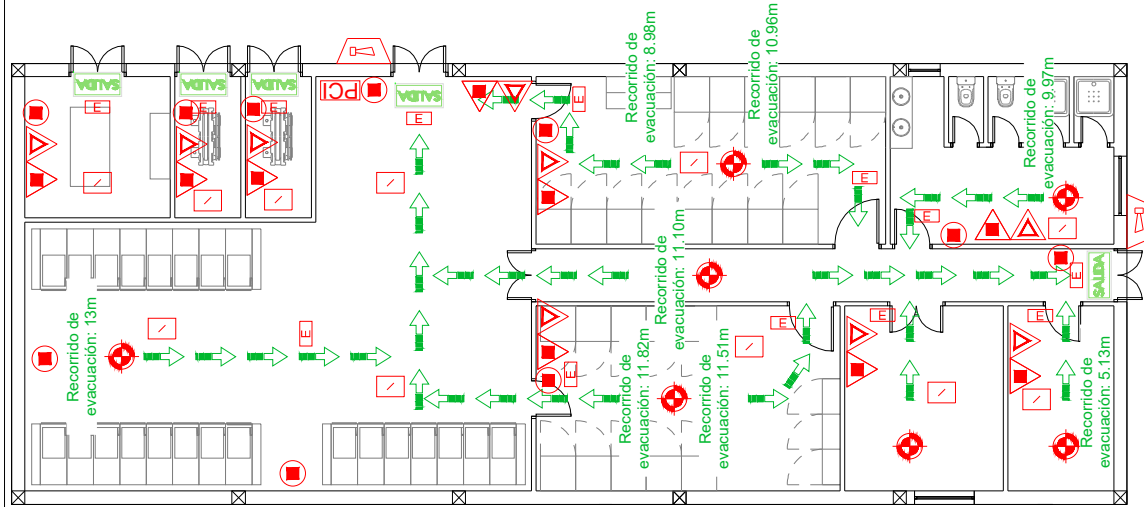 SALIDA
SALIDA
SALIDA
SALIDA
PCI
E
E
E
E
E
Recorrido de
evacuación: 8.98m
Recorrido de
evacuación: 10.96m
Recorrido de
evacuación: 9.97m
E
E
Recorrido de
evacuación: 11.10m
E
SALIDA
Recorrido de
evacuación: 13m
E
E
E
E
E
Recorrido de
evacuación: 11.82m
Recorrido de
evacuación: 11.51m
Recorrido de
evacuación: 5.13m